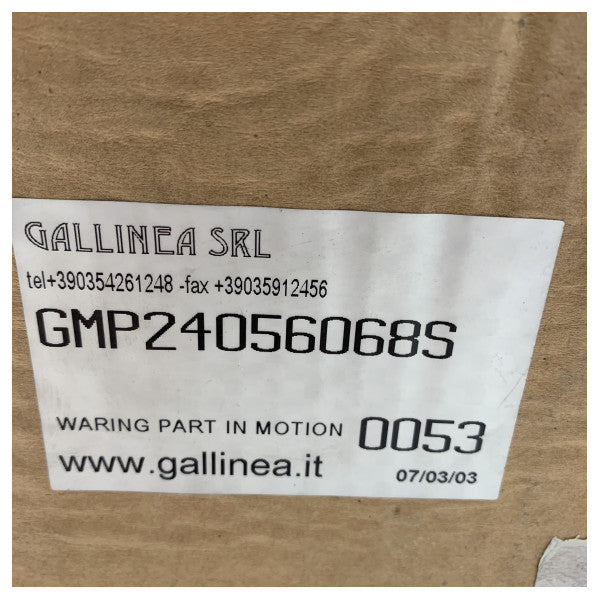 GALLINEA SRL
tel+390354261248 -fax +39035912456
GMP24056068S
WARING PART IN MOTION 0053
www.gallinea.it 07/03/03